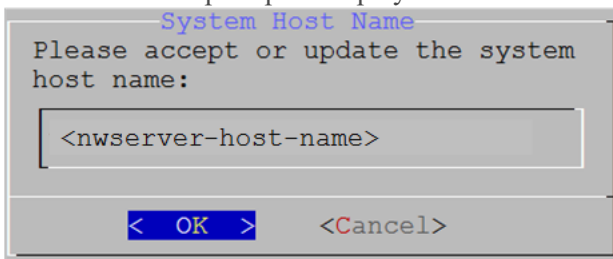 System Host Name
Please accept or update the system
host name:
<nwserver-host-name>
< OK > <Cancel>